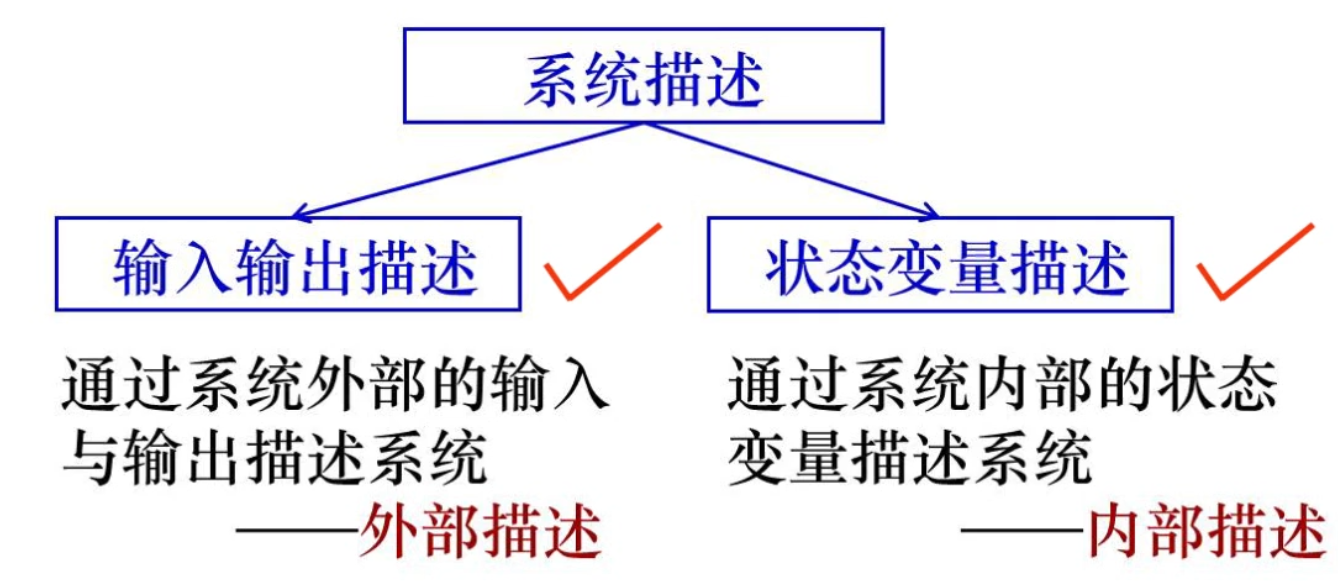 系统描述
输入输出描述
状态变量描述
通过系统外部的输入
与输出描述系统
——外部描述
通过系统内部的状态
变量描述系统
——内部描述